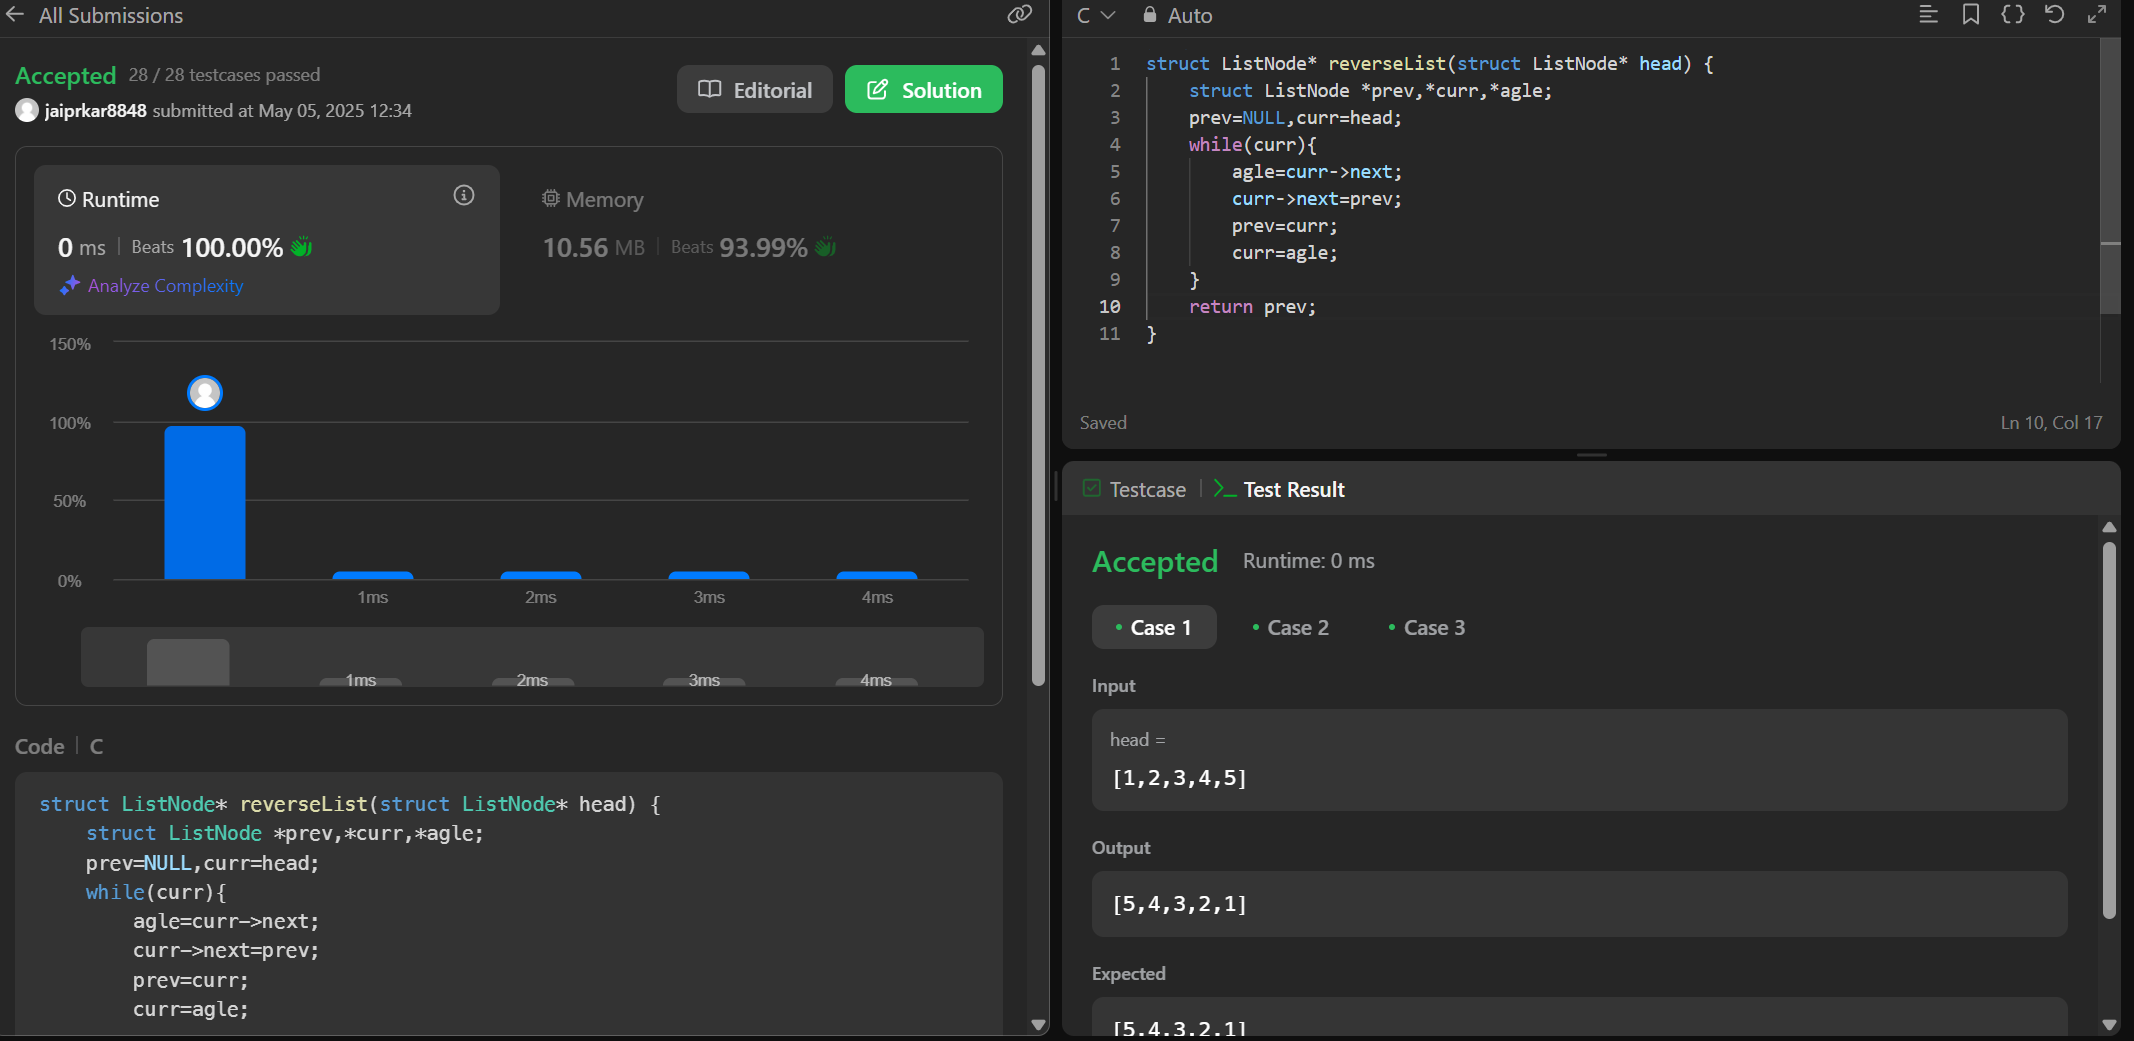 All Submissions
Accepted 28 / 28 testcases passed
jaiprkar8848 submitted at May 05, 2025 12:34
Editorial
Solution
Runtime
0 ms | Beats 100.00%
Analyze Complexity
Memory
10.56 MB | Beats 93.99%
150%
100%
50%
0%
1ms 2ms 3ms 4ms
1ms 2ms 3ms 4ms
Code | C
struct ListNode* reverseList(struct ListNode* head) {
    struct ListNode *prev,*curr,*agle;
    prev=NULL,curr=head;
    while(curr){
        agle=curr->next;
        curr->next=prev;
        prev=curr;
        curr=agle;
C Auto
1 struct ListNode* reverseList(struct ListNode* head) {
2     struct ListNode *prev,*curr,*agle;
3     prev=NULL,curr=head;
4     while(curr){
5         agle=curr->next;
6         curr->next=prev;
7         prev=curr;
8         curr=agle;
9     }
10     return prev;
11 }
Saved
Ln 10, Col 17
Testcase | >_ Test Result
Accepted Runtime: 0 ms
• Case 1 • Case 2 • Case 3
Input
head =
[1,2,3,4,5]
Output
[5,4,3,2,1]
Expected
[5,4,3,2,1]